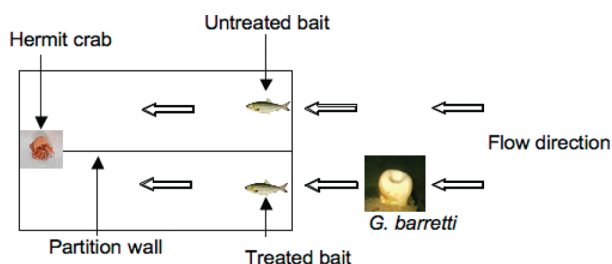 Untreated bait
Hermit crab
Flow direction
G. barretti
Partition wall
Treated bait